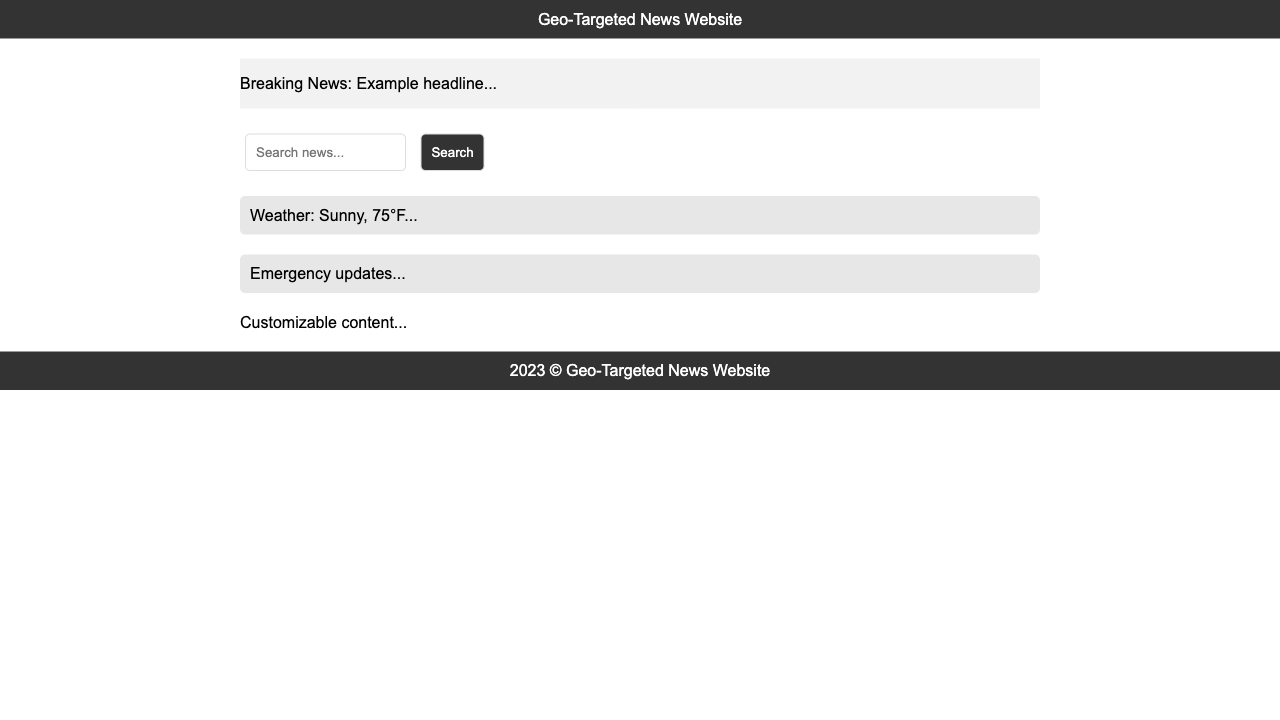 Geo-Targeted News Website
Breaking News: Example headline...
Search news...
Search
Weather: Sunny, 75°F...
Emergency updates...
Customizable content...
2023 © Geo-Targeted News Website